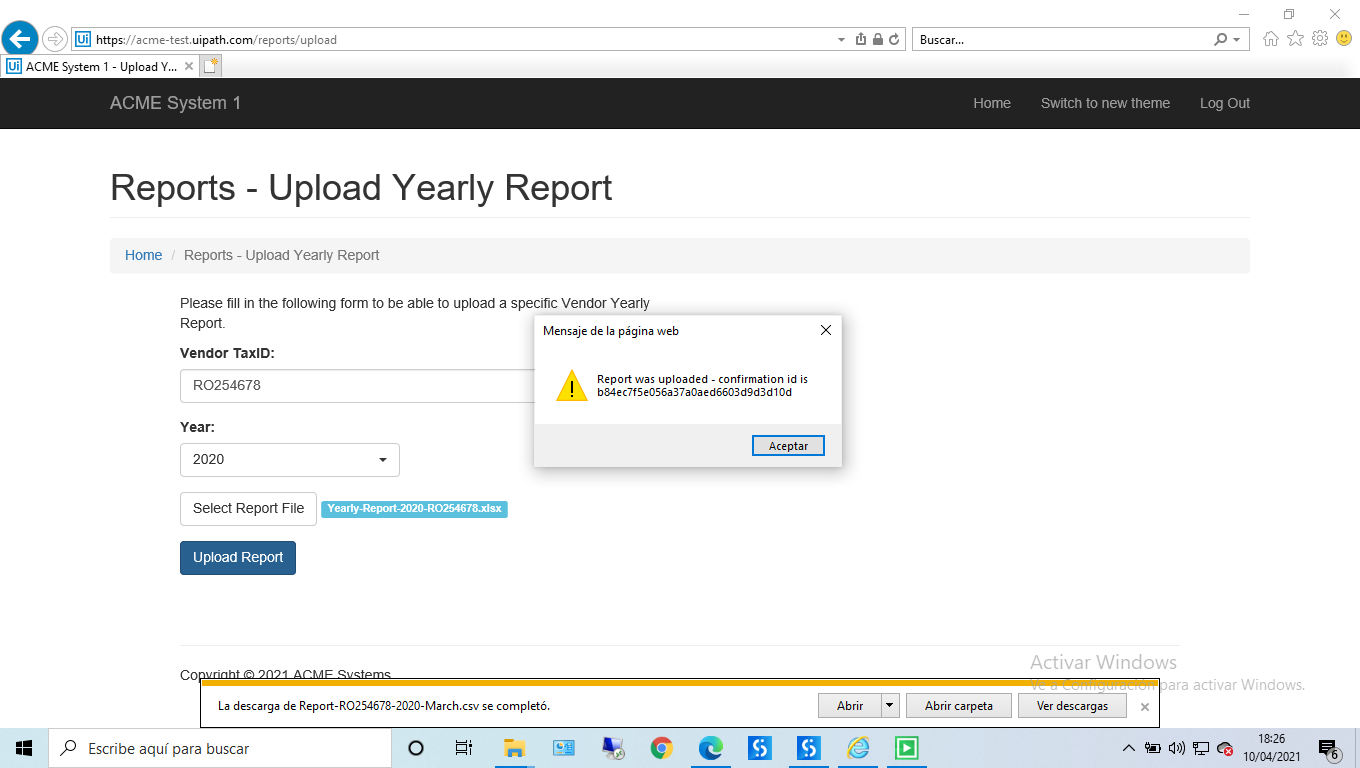 https://acme-test.uipath.com/reports/upload
Buscar...
ACME System 1 - Upload Y...
ACME System 1
Home
Switch to new theme
Log Out
Reports - Upload Yearly Report
Home / Reports - Upload Yearly Report
Please fill in the following form to be able to upload a specific Vendor Yearly
Report.
Vendor TaxID:
RO254678
Year:
2020
Select Report File
Yearly-Report-2020-RO254678.xlsx
Upload Report
Mensaje de la página web
Report was uploaded - confirmation id is
b84ec7f5e056a37a0aed6603d9d3d10d
Aceptar
Copyright © 2021 ACME Systems
Activar Windows
Ve a Configuración para activar Windows.
La descarga de Report-RO254678-2020-March.csv se completó.
Abrir
Abrir carpeta
Ver descargas
Escribe aquí para buscar
18:26
10/04/2021
6